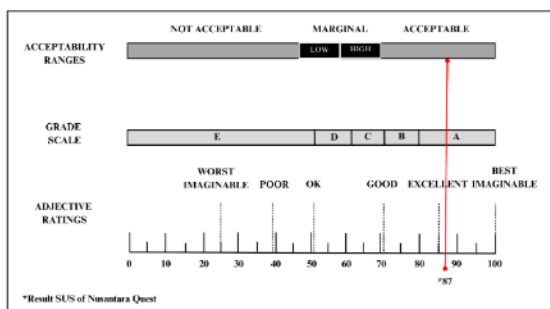 NOT ACCEPTABLE MARGINAL ACCEPTABLE
ACCEPTABILITY RANGES
LOW HIGH
GRADE SCALE
E D C B A
WORST IMAGINABLE POOR OK GOOD EXCELLENT BEST IMAGINABLE
ADJECTIVE RATINGS
0 10 20 30 40 50 60 70 80 90 100
*87
*Result SUS of Nusantara Quest